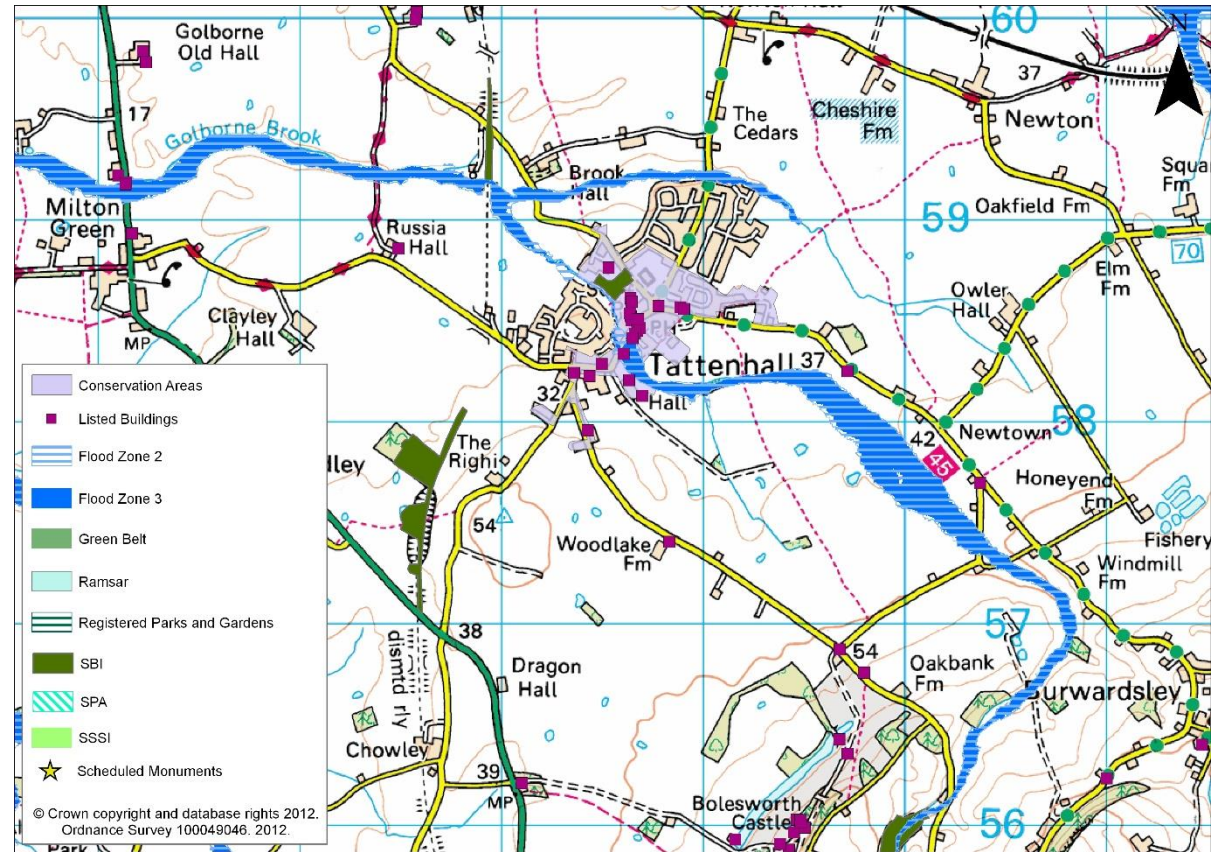 60
N
Golborne
Old Hall
37
17
The
Cedars
Cheshire
Fm
Newton
Golborne Brook
Brook
Hall
Squa
Fm
Milton
Green
Russia
Hall
59
Oakfield Fm
70
Elm
Fm
Owler
Hall
Clayley
Hall
MP
PH
Tattenhall
37
Hall
32
58
42
Newtown
45
The
Righi
dley
Honeyend
Fm
54
Fishery
Woodlake
Fm
Windmill
Fm
57
38
54
Oakbank
Fm
Dragon
Hall
Burwardsley
dismtd rly
Chowley
39
MP
Bolesworth
Castle
56
Park
Conservation Areas
Listed Buildings
Flood Zone 2
Flood Zone 3
Green Belt
Ramsar
Registered Parks and Gardens
SBI
SPA
SSSI
Scheduled Monuments
© Crown copyright and database rights 2012.
Ordnance Survey 100049046. 2012.